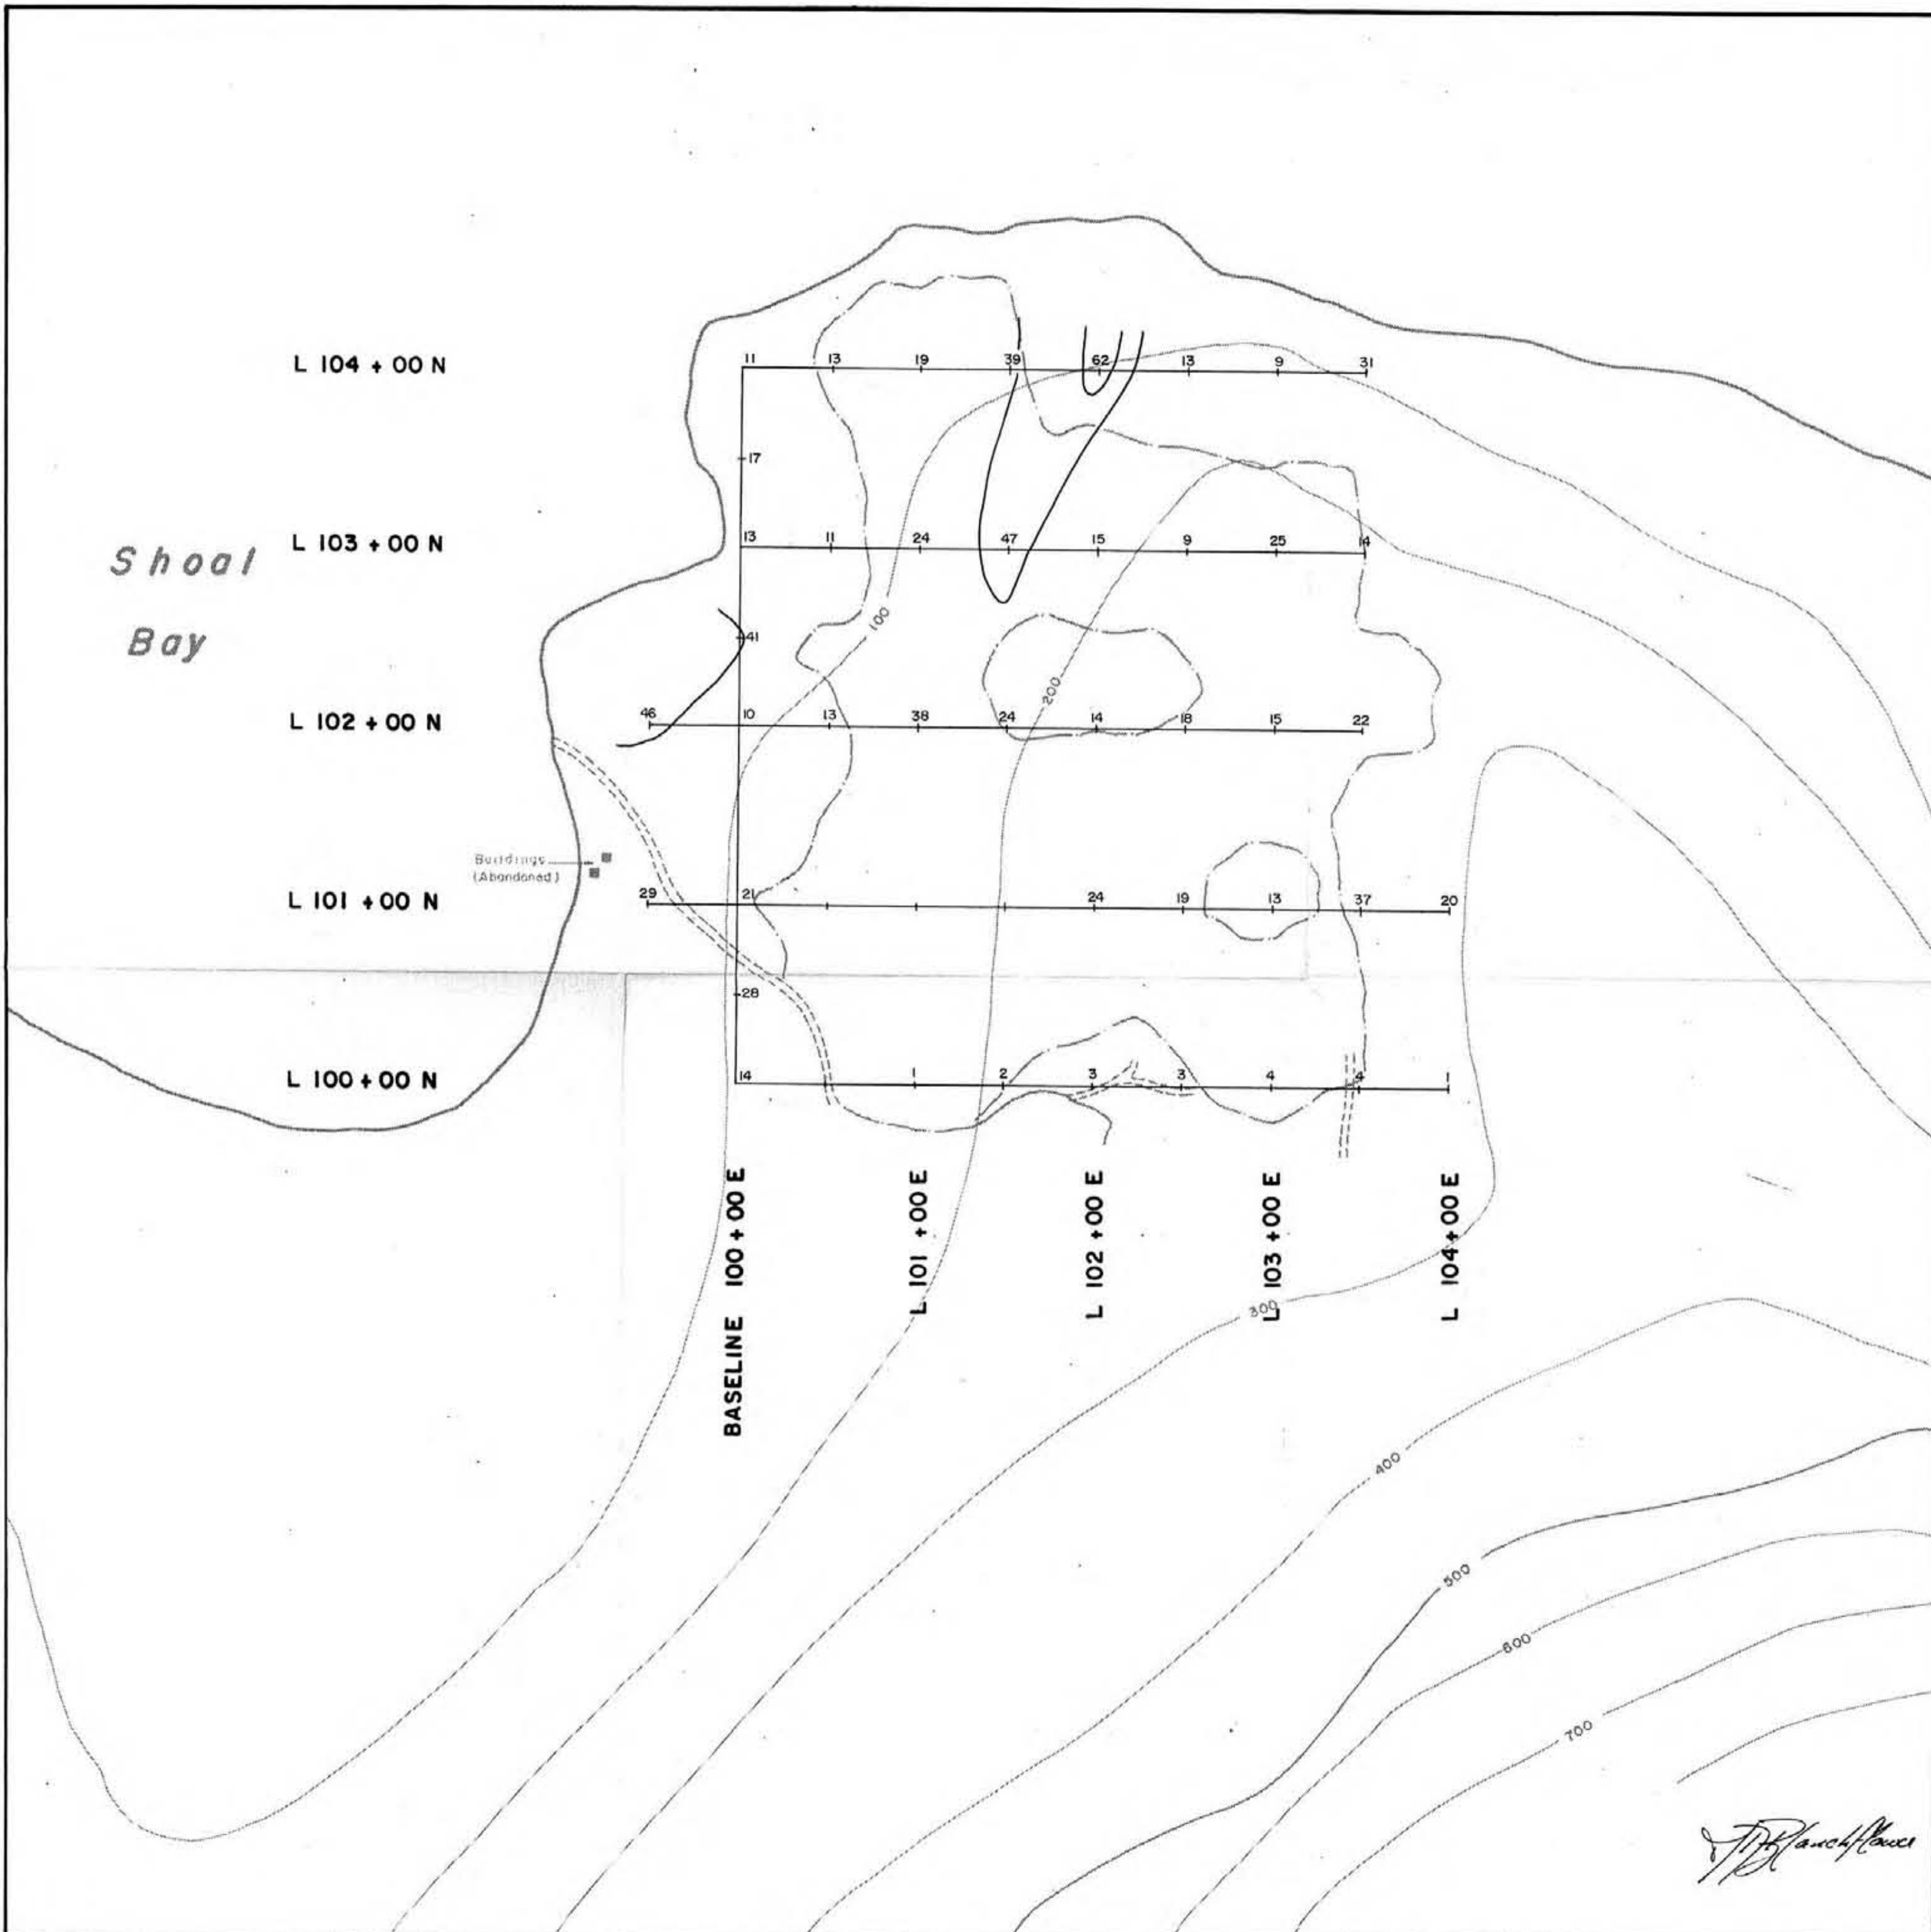 L 104 + 00 N
11 13 19 39 62 13 9 31
17
L 103 + 00 N
13 11 24 47 15 9 25 14
Shoal
Bay
100
41
200
L 102 + 00 N
46 10 13 38 24 14 18 15 22
Buildings
(Abandoned)
L 101 + 00 N
29 21 24 19 13 37 20
28
L 100 + 00 N
14 1 2 3 3 4 4 1
BASELINE 100 + 00 E
L 101 + 00 E
L 102 + 00 E
L 103 + 00 E
L 104 + 00 E
300
400
500
600
700